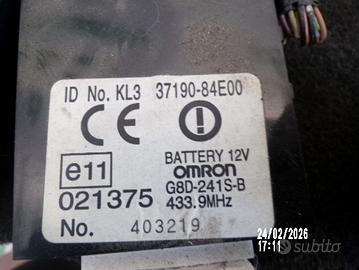 ID No. KL3 37190-84E00
CE
BATTERY 12V
e11
OMRON
G8D-241S-B
021375
433.9MHz
No. 403219
24/02/2026
17:11
subito